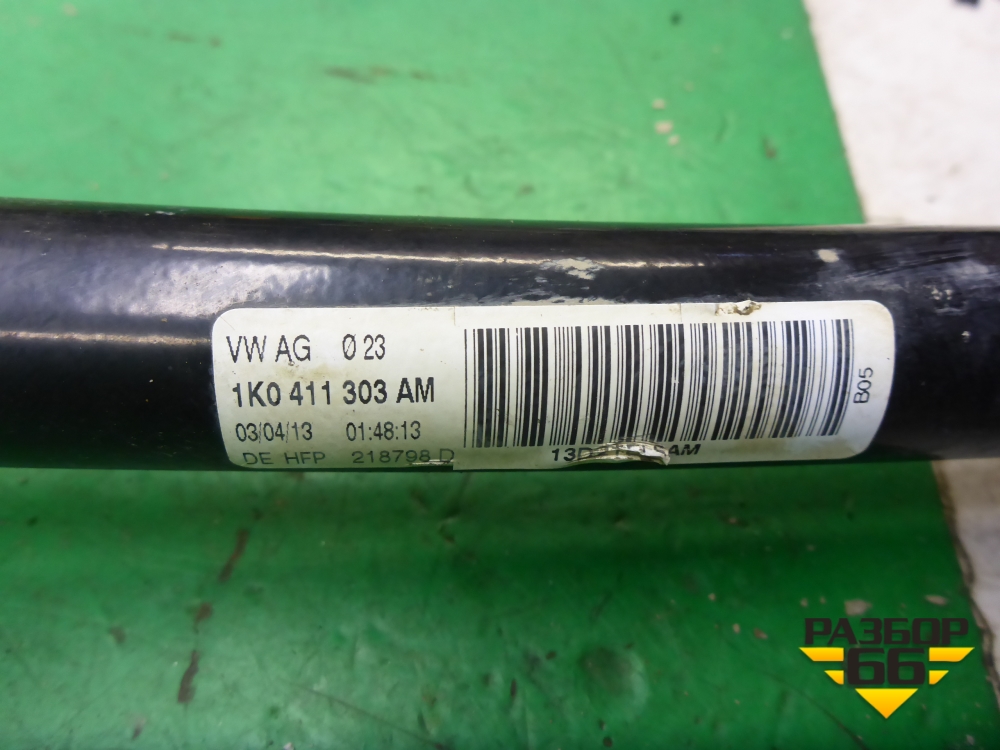 VW AG Ø 23
1K0 411 303 AM
03/04/13 01:48:13
DE HFP 218798 D
B05
РАЗБОР
66